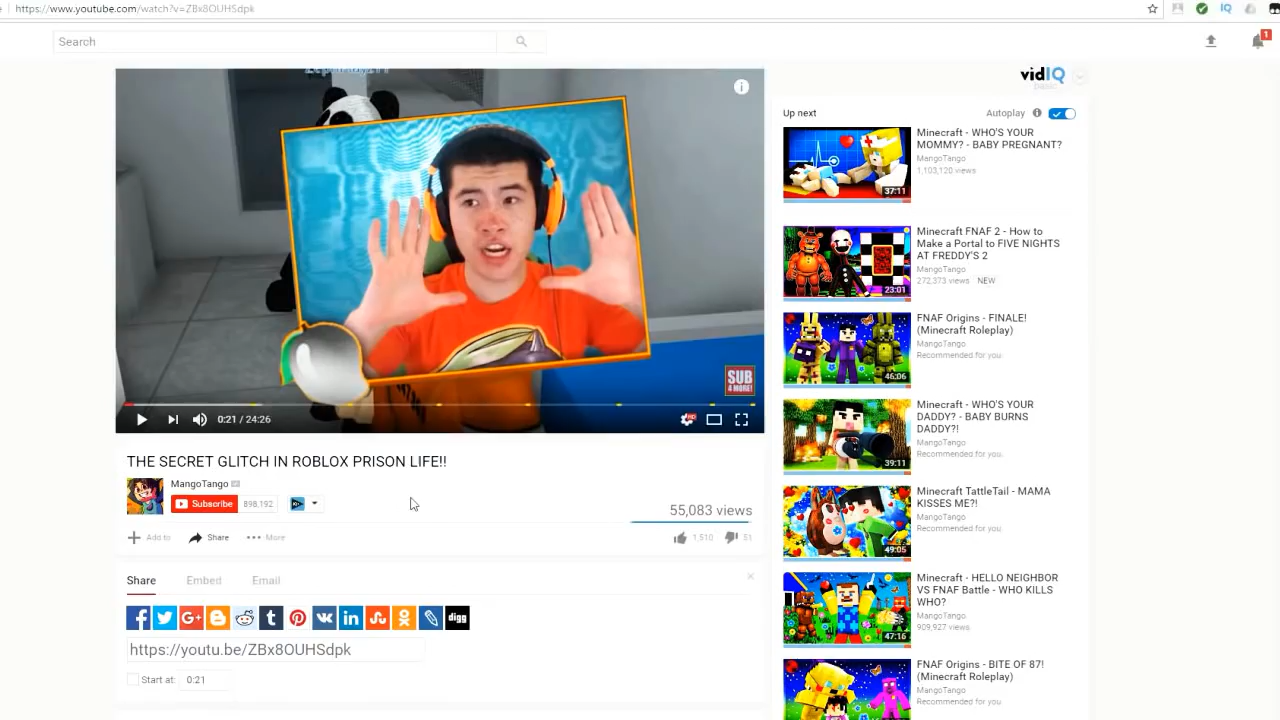 https://www.youtube.com/watch?v=ZBx8OUHSdpk
IQ
1
Search
vidIQ
SUB
4 MORE!
0:21 / 24:26
HD
THE SECRET GLITCH IN ROBLOX PRISON LIFE!!
MangoTango
Subscribe 898,192
55,083 views
Add to Share More
1,510 51
Share Embed Email
digg
https://youtu.be/ZBx8OUHSdpk
Start at: 0:21
Up next Autoplay
Minecraft - WHO'S YOUR
MOMMY? - BABY PREGNANT?
MangoTango
1,103,120 views
37:11
Minecraft FNAF 2 - How to
Make a Portal to FIVE NIGHTS
AT FREDDY'S 2
MangoTango
272,373 views NEW
23:01
FNAF Origins - FINALE!
(Minecraft Roleplay)
MangoTango
Recommended for you
46:06
Minecraft - WHO'S YOUR
DADDY? - BABY BURNS
DADDY?!
MangoTango
Recommended for you
39:11
Minecraft TattleTail - MAMA
KISSES ME?!
MangoTango
Recommended for you
49:05
Minecraft - HELLO NEIGHBOR
VS FNAF Battle - WHO KILLS
WHO?
MangoTango
909,927 views
47:16
FNAF Origins - BITE OF 87!
(Minecraft Roleplay)
MangoTango
Recommended for you